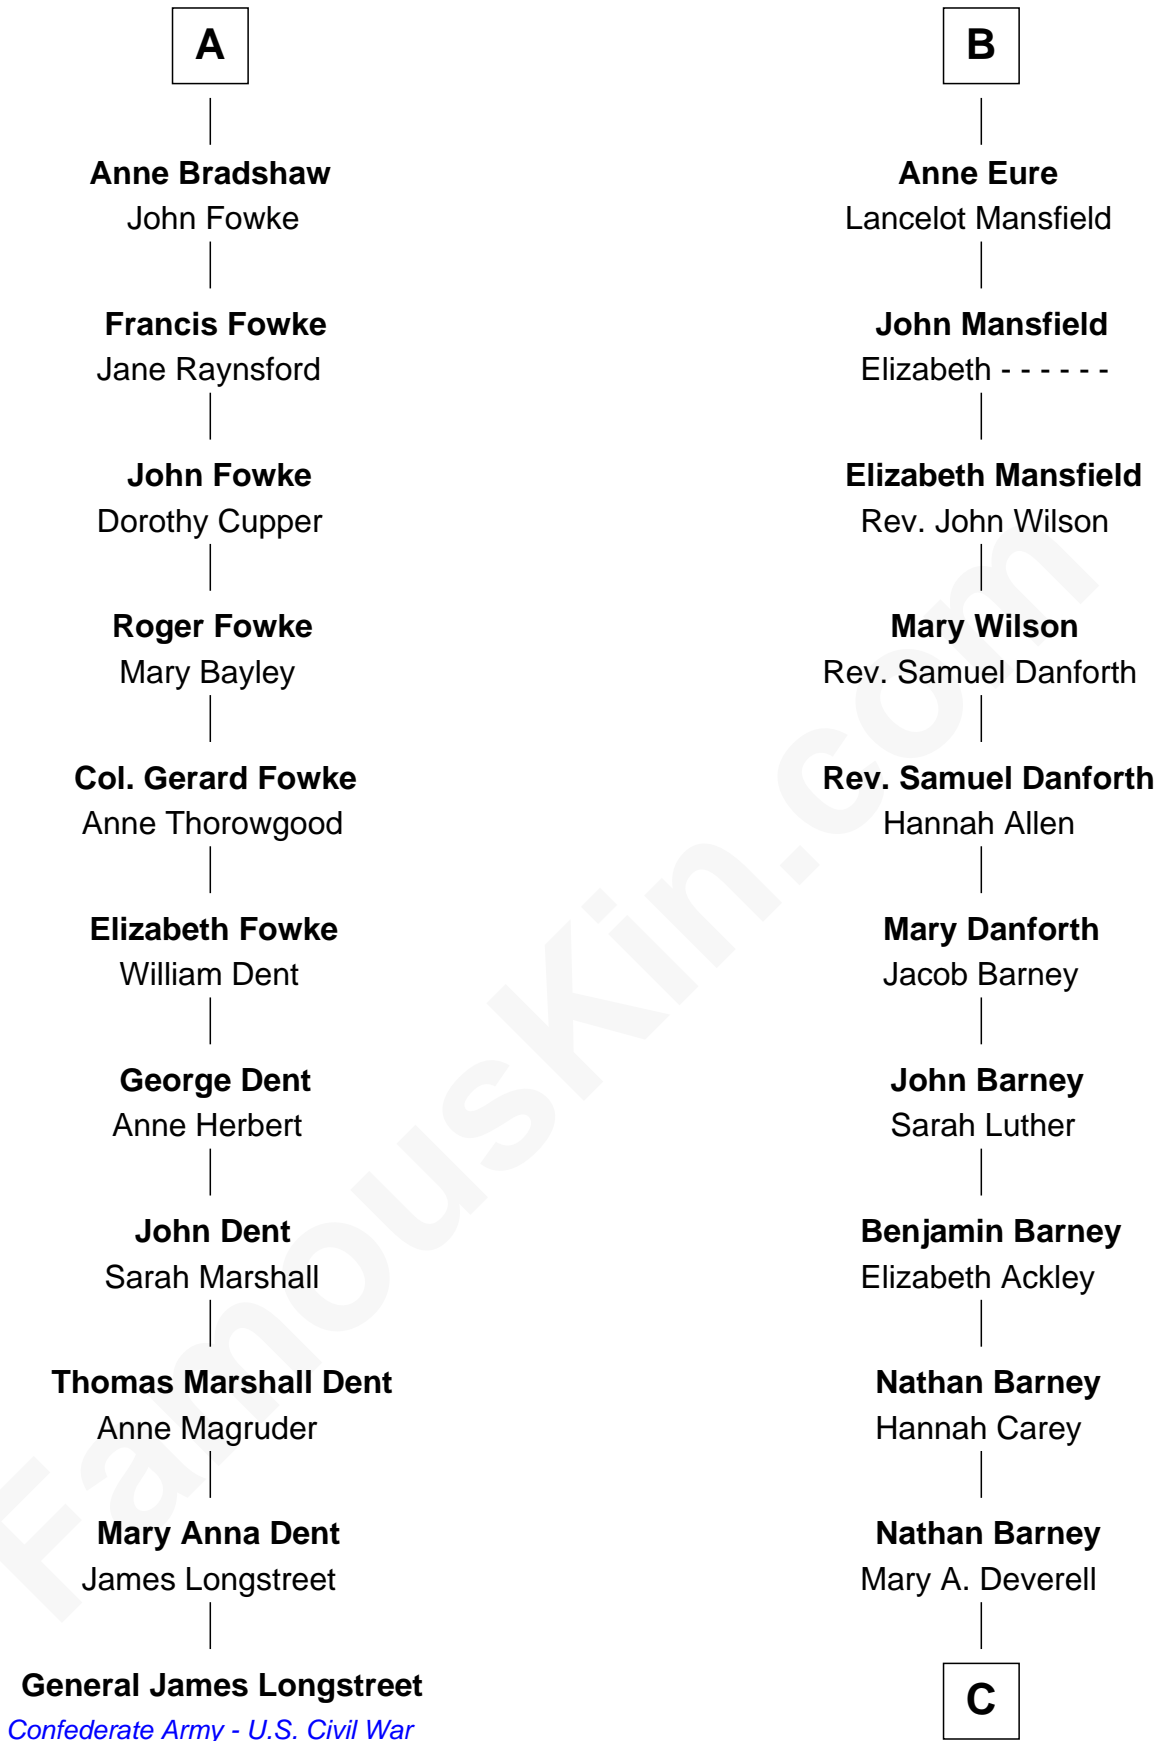 A
Anne Bradshaw
John Fowke
Francis Fowke
Jane Raynsford
John Fowke
Dorothy Cupper
Roger Fowke
Mary Bayley
Col. Gerard Fowke
Anne Thorowgood
Elizabeth Fowke
William Dent
George Dent
Anne Herbert
John Dent
Sarah Marshall
Thomas Marshall Dent
Anne Magruder
Mary Anna Dent
James Longstreet
General James Longstreet
Confederate Army - U.S. Civil War
B
Anne Eure
Lancelot Mansfield
John Mansfield
Elizabeth - - - - - -
Elizabeth Mansfield
Rev. John Wilson
Mary Wilson
Rev. Samuel Danforth
Rev. Samuel Danforth
Hannah Allen
Mary Danforth
Jacob Barney
John Barney
Sarah Luther
Benjamin Barney
Elizabeth Ackley
Nathan Barney
Hannah Carey
Nathan Barney
Mary A. Deverell
C
FamousKin.com